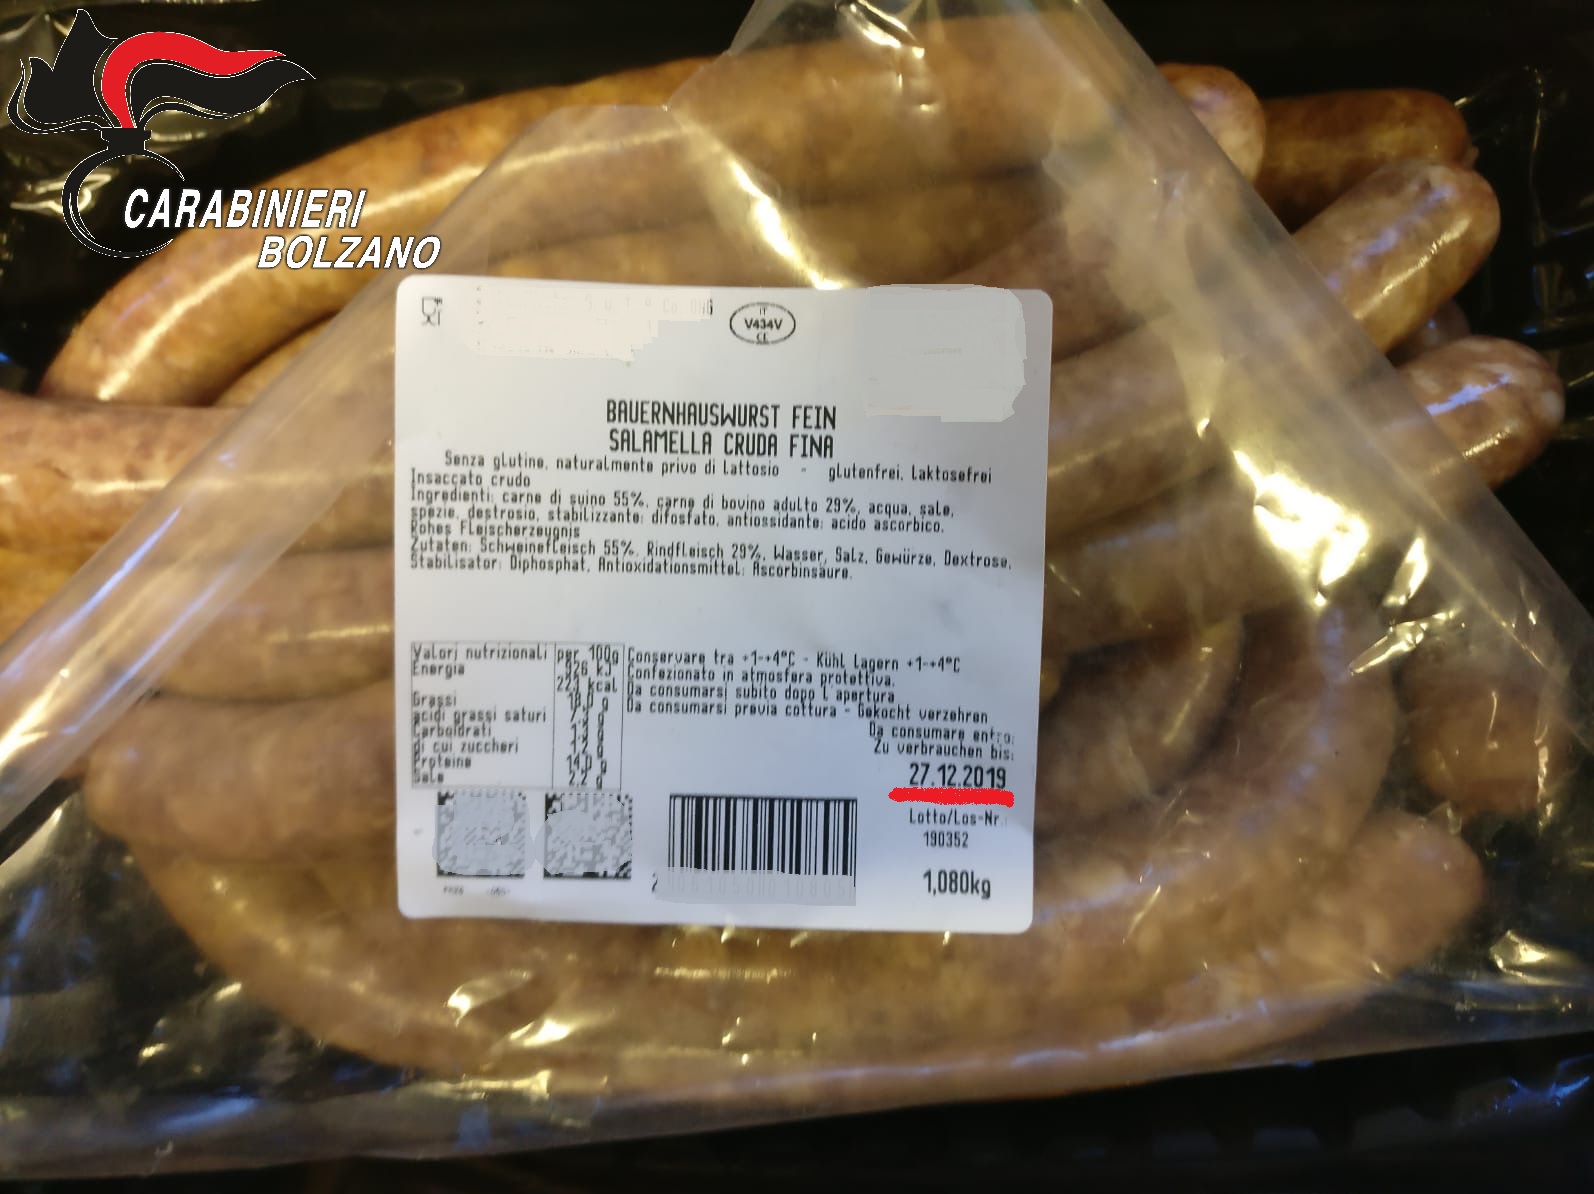 CARABINIERI
BOLZANO
IT
V434V
CE
BAUERNHAUSWURST FEIN
SALAMELLA CRUDA FINA
Senza glutine, naturalmente privo di Lattosio - glutenfrei, Laktosefrei
Insaccato crudo
Ingredienti: carne di suino 55%, carne di bovino adulto 29%, acqua, sale,
spezie, destrosio, stabilizzante: difosfato, antiossidante: acido ascorbico.
Rohes Fleischerzeugnis
Zutaten: Schweinefleisch 55%, Rindfleisch 29%, Wasser, Salz, Gewürze, Dextrose,
Stabilisator: Diphosphat, Antioxidationsmittel: Ascorbinsäure.
Valori nutrizionali per 100g
Energia kJ
kcal
Grassi g
acidi grassi saturi
Carboidrati
di cui zuccheri
Proteine 14,0 g
Sale 2,2 g
Conservare tra +1-+4°C - Kühl Lagern +1-+4°C
Confezionato in atmosfera protettiva.
Da consumarsi subito dopo l'apertura
Da consumarsi previa cottura - Gekocht verzehren
Da consumare entro:
Zu verbrauchen bis:
27.12.2019
Lotto/Los-Nr.:
190352
1,080kg